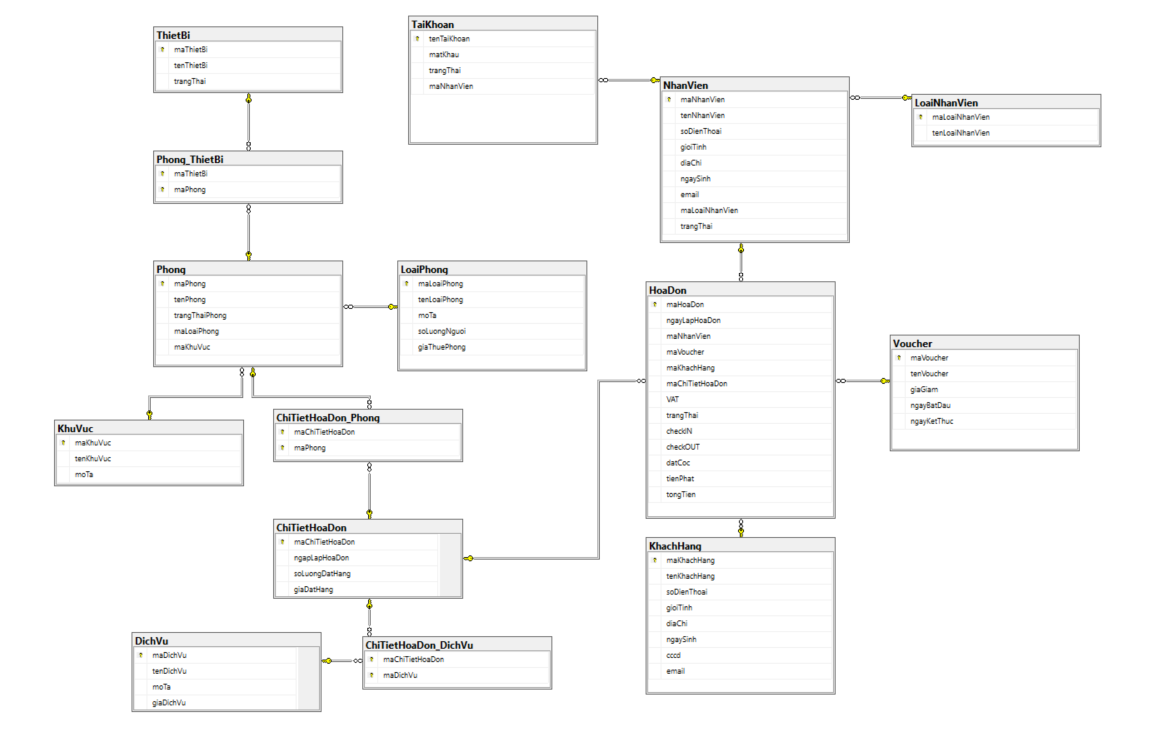 ThietBi
maThietBi
tenThietBi
trangThai
TaiKhoan
tenTaiKhoan
matKhau
trangThai
maNhanVien
NhanVien
maNhanVien
tenNhanVien
soDienThoai
gioiTinh
diaChi
ngaySinh
email
maLoaiNhanVien
trangThai
LoaiNhanVien
maLoaiNhanVien
tenLoaiNhanVien
Phong_ThietBi
maThietBi
maPhong
Phong
maPhong
tenPhong
trangThaiPhong
maLoaiPhong
maKhuVuc
LoaiPhong
maLoaiPhong
tenLoaiPhong
moTa
soLuongNguoi
giaThuePhong
HoaDon
maHoaDon
ngayLapHoaDon
maNhanVien
maVoucher
maKhachHang
maChiTietHoaDon
VAT
trangThai
checkIN
checkOUT
datCoc
tienPhat
tongTien
Voucher
maVoucher
tenVoucher
giaGiam
ngayBatDau
ngayKetThuc
KhuVuc
maKhuVuc
tenKhuVuc
moTa
ChiTietHoaDon_Phong
maChiTietHoaDon
maPhong
ChiTietHoaDon
maChiTietHoaDon
ngapLapHoaDon
soLuongDatHang
giaDatHang
KhachHang
maKhachHang
tenKhachHang
soDienThoai
gioiTinh
diaChi
ngaySinh
cccd
email
DichVu
maDichVu
tenDichVu
moTa
giaDichVu
ChiTietHoaDon_DichVu
maChiTietHoaDon
maDichVu